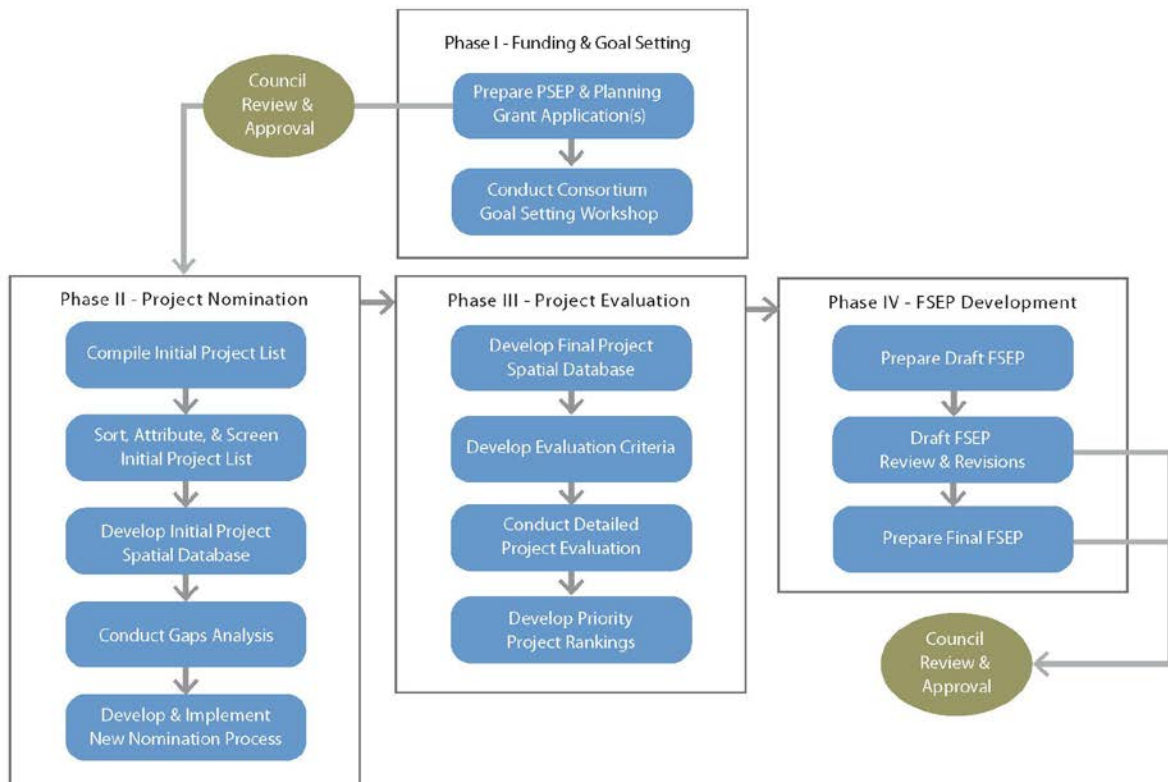 Phase I - Funding & Goal Setting
Council
Review &
Approval
Prepare PSEP & Planning
Grant Application(s)
Conduct Consortium
Goal Setting Workshop
Phase II - Project Nomination
Compile Initial Project List
Sort, Attribute, & Screen
Initial Project List
Develop Initial Project
Spatial Database
Conduct Gaps Analysis
Develop & Implement
New Nomination Process
Phase III - Project Evaluation
Develop Final Project
Spatial Database
Develop Evaluation Criteria
Conduct Detailed
Project Evaluation
Develop Priority
Project Rankings
Phase IV - FSEP Development
Prepare Draft FSEP
Draft FSEP
Review & Revisions
Prepare Final FSEP
Council
Review &
Approval